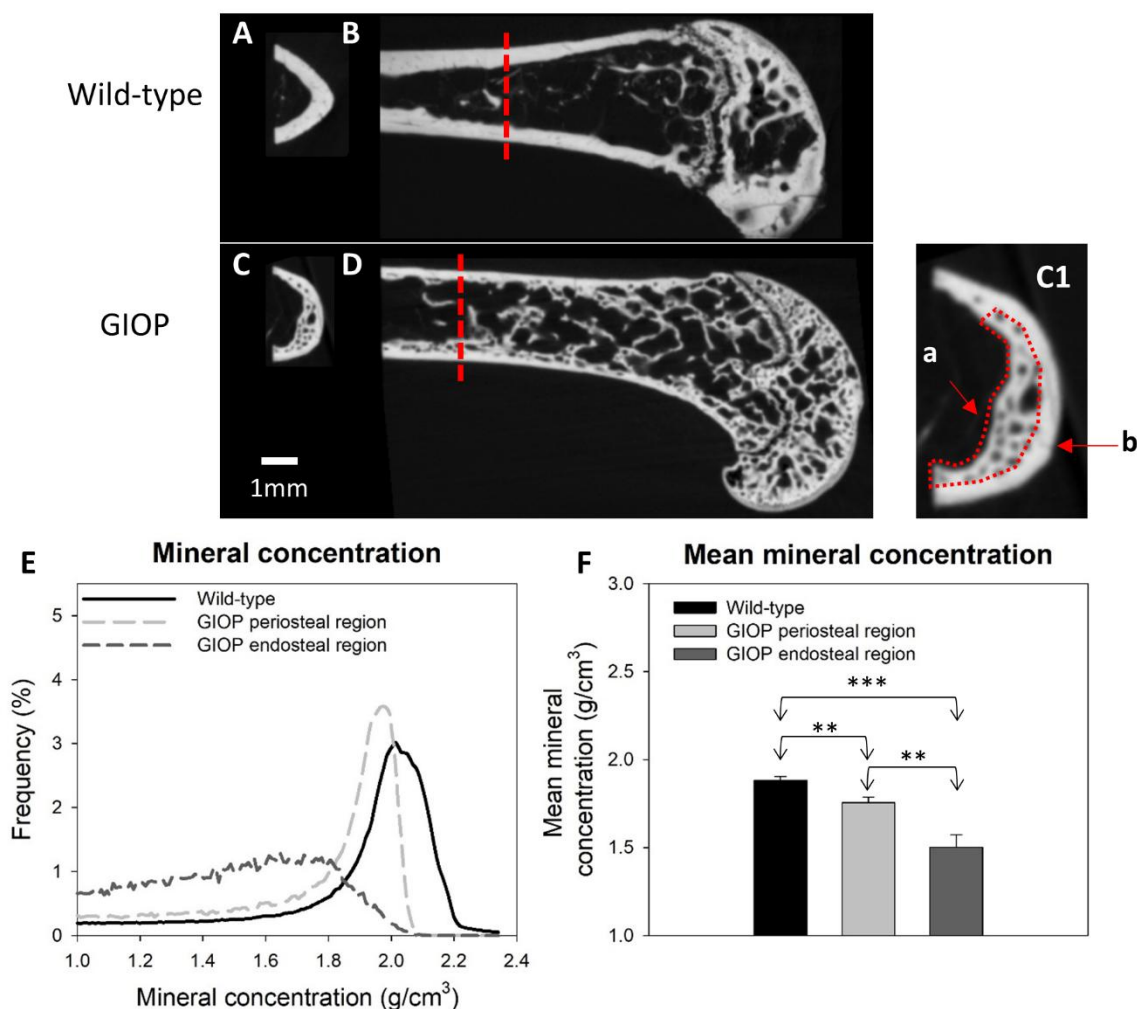 A
B
Wild-type
C
D
C1
GIOP
a
b
1mm
E
Mineral concentration
Wild-type
GIOP periosteal region
GIOP endosteal region
5
4
3
2
1
0
Frequency (%)
1.0 1.2 1.4 1.6 1.8 2.0 2.2 2.4
Mineral concentration (g/cm³)
F
Mean mineral concentration
Wild-type
GIOP periosteal region
GIOP endosteal region
3.0
2.5
2.0
1.5
1.0
Mean mineral
concentration (g/cm³)
***
**
**